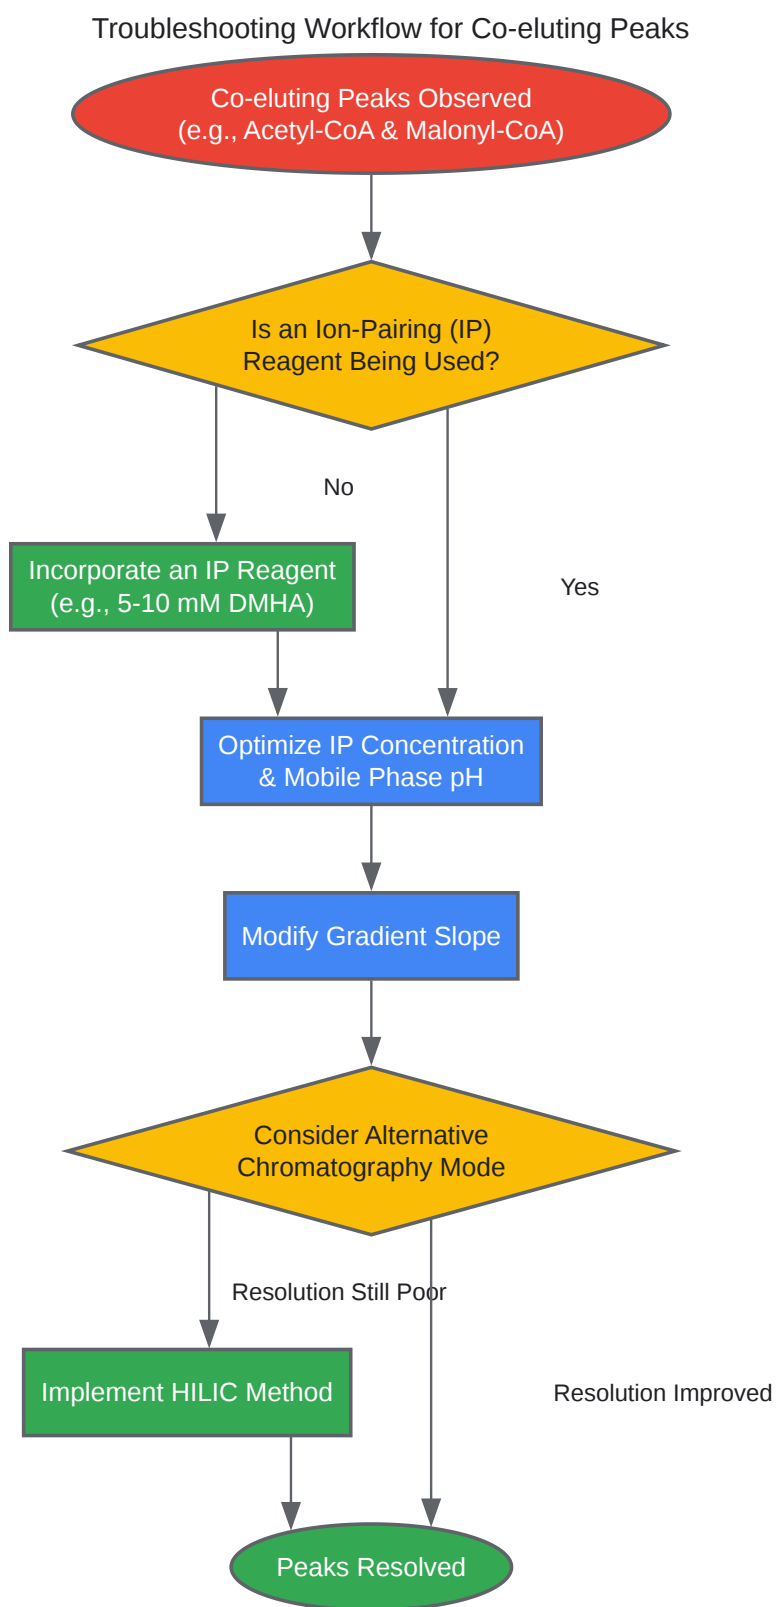 Troubleshooting Workflow for Co-eluting Peaks
Co-eluting Peaks Observed
(e.g., Acetyl-CoA & Malonyl-CoA)
Is an Ion-Pairing (IP)
Reagent Being Used?
No
Incorporate an IP Reagent
(e.g., 5-10 mM DMHA)
Yes
Optimize IP Concentration
& Mobile Phase pH
Modify Gradient Slope
Consider Alternative
Chromatography Mode
Resolution Still Poor
Implement HILIC Method
Resolution Improved
Peaks Resolved